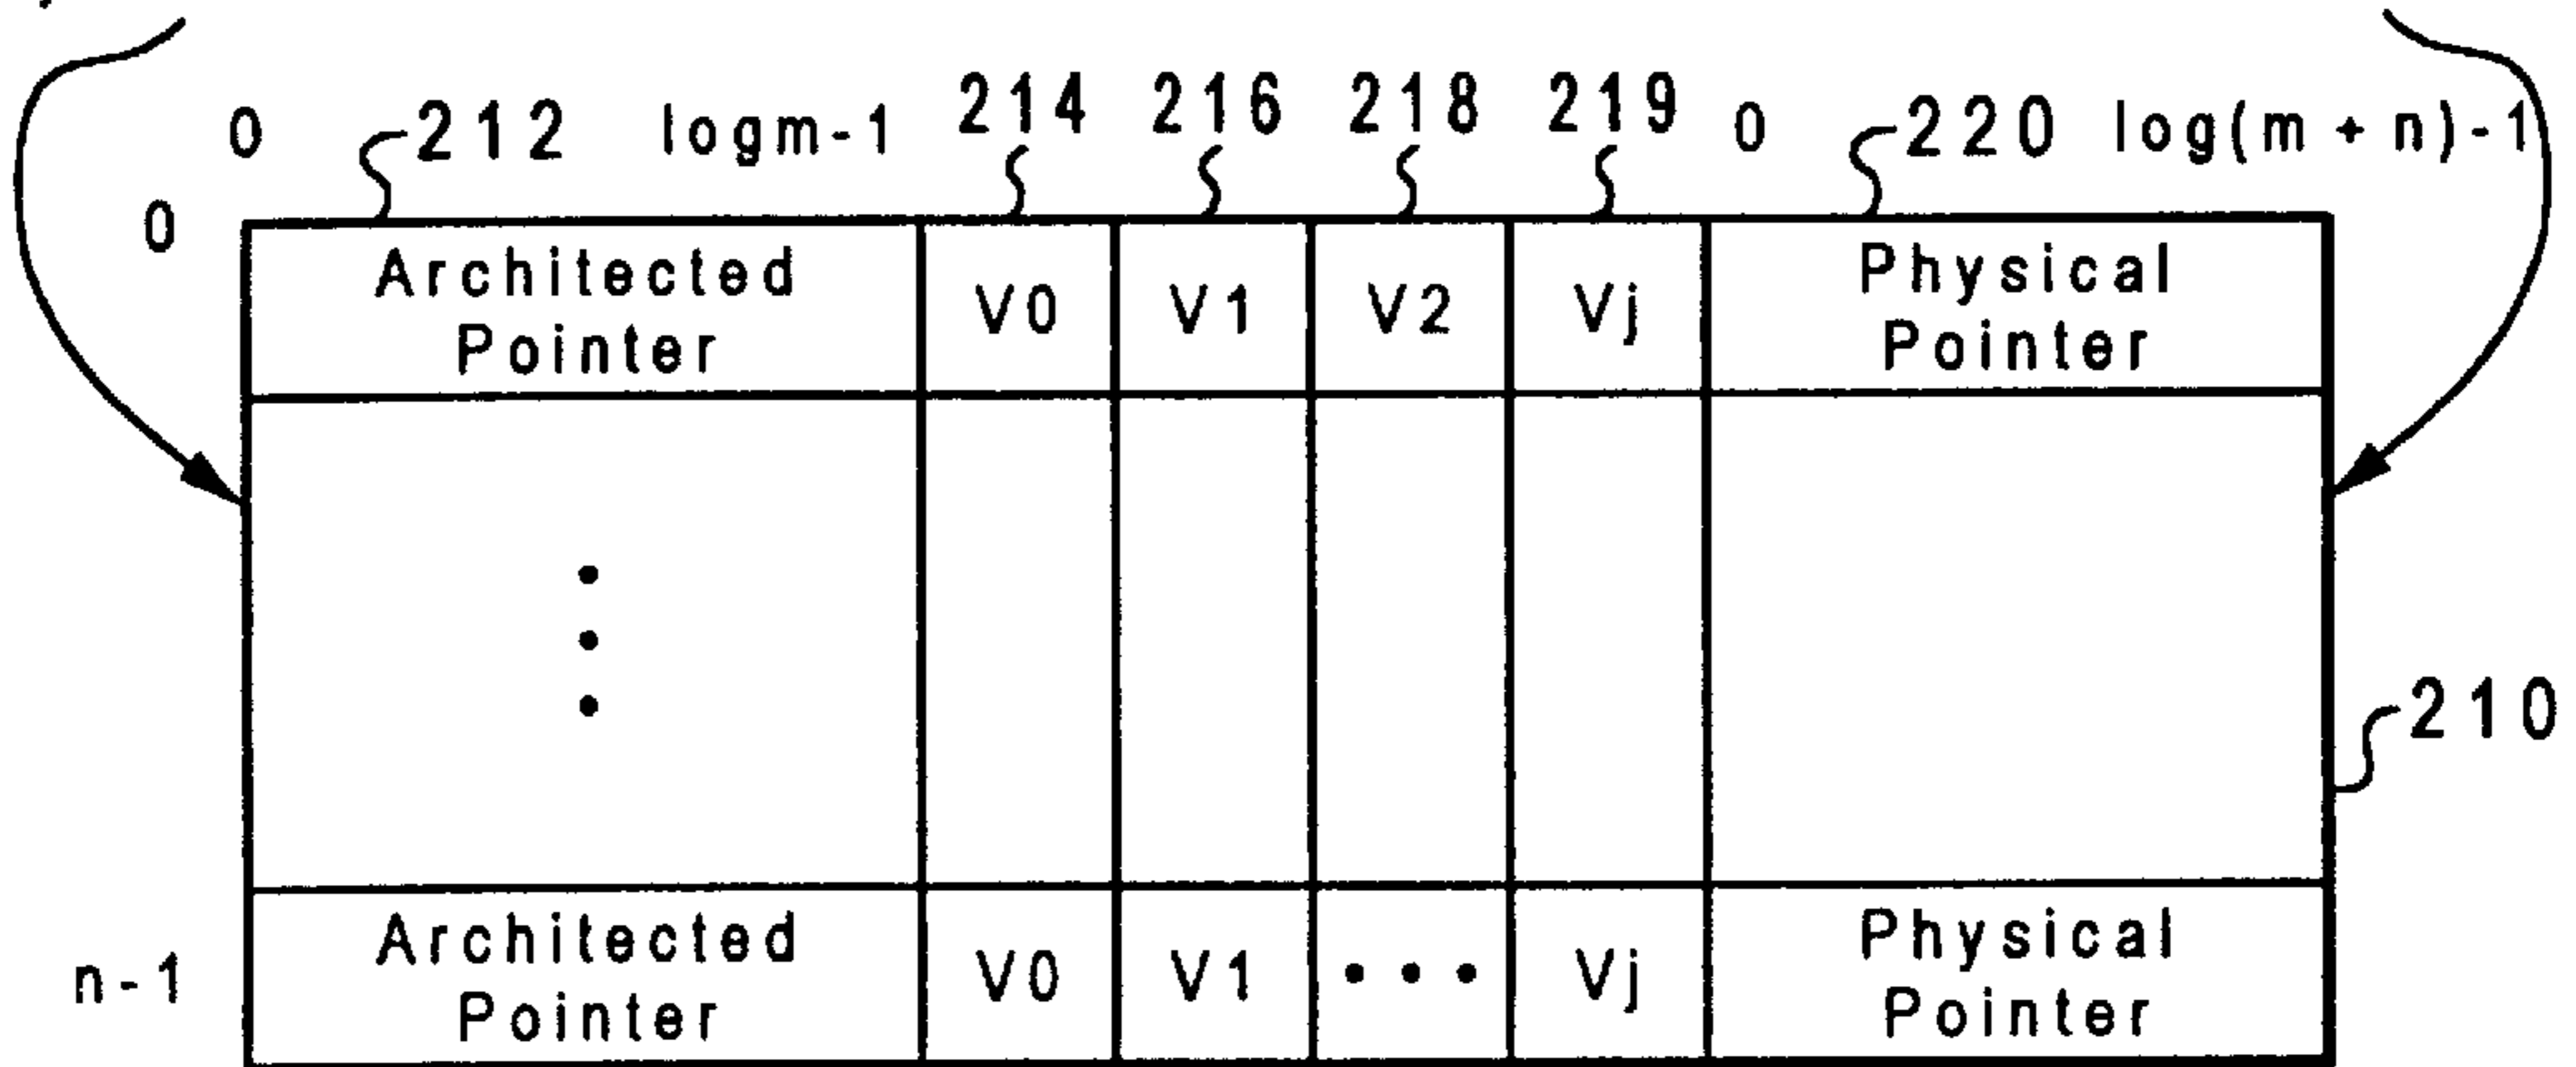 0 212 logm-1 214 216 218 219 0 220 log(m + n)-1
0
Architected Pointer V0 V1 V2 Vj Physical Pointer
210
n-1
Architected Pointer V0 V1 • • • Vj Physical Pointer